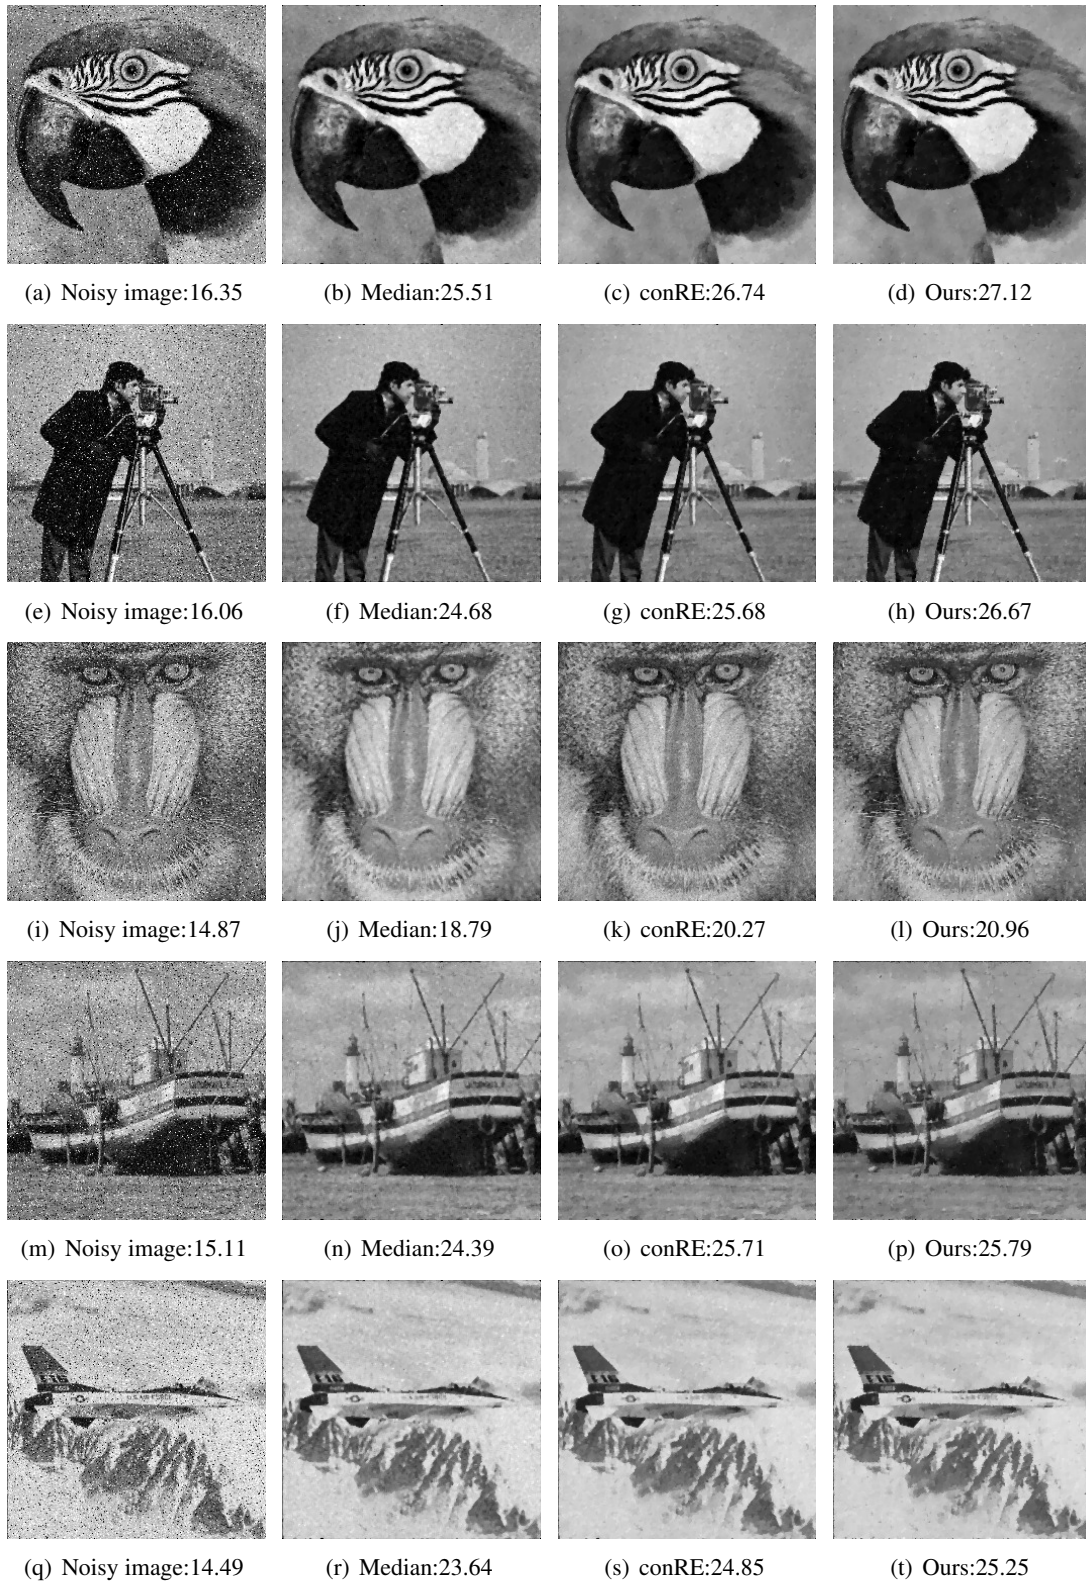 (a) Noisy image:16.35 (b) Median:25.51 (c) conRE:26.74 (d) Ours:27.12
(e) Noisy image:16.06 (f) Median:24.68 (g) conRE:25.68 (h) Ours:26.67
(i) Noisy image:14.87 (j) Median:18.79 (k) conRE:20.27 (l) Ours:20.96
(m) Noisy image:15.11 (n) Median:24.39 (o) conRE:25.71 (p) Ours:25.79
(q) Noisy image:14.49 (r) Median:23.64 (s) conRE:24.85 (t) Ours:25.25